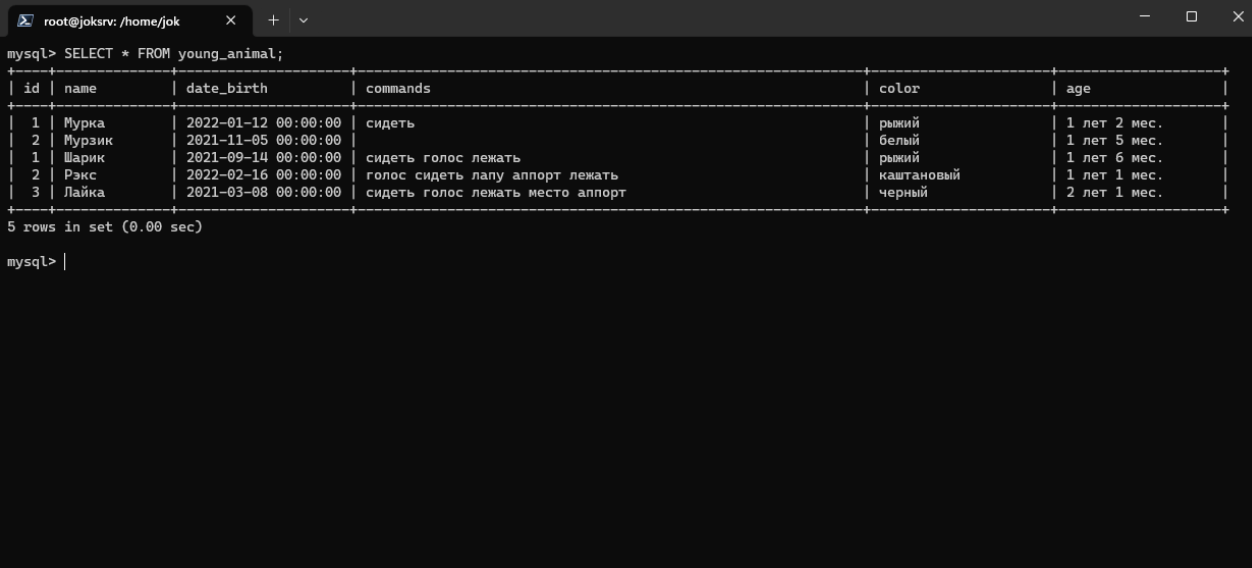 root@joksrv: /home/jok
mysql> SELECT * FROM young_animal;
| id | name | date_birth | commands | color | age |
| 1 | Мурка | 2022-01-12 00:00:00 | сидеть | рыжий | 1 лет 2 мес. |
| 2 | Мурзик | 2021-11-05 00:00:00 | | белый | 1 лет 5 мес. |
| 1 | Шарик | 2021-09-14 00:00:00 | сидеть голос лежать | рыжий | 1 лет 6 мес. |
| 2 | Рэкс | 2022-02-16 00:00:00 | голос сидеть лапу аппорт лежать | каштановый | 1 лет 1 мес. |
| 3 | Лайка | 2021-03-08 00:00:00 | сидеть голос лежать место аппорт | черный | 2 лет 1 мес. |
5 rows in set (0.00 sec)
mysql>